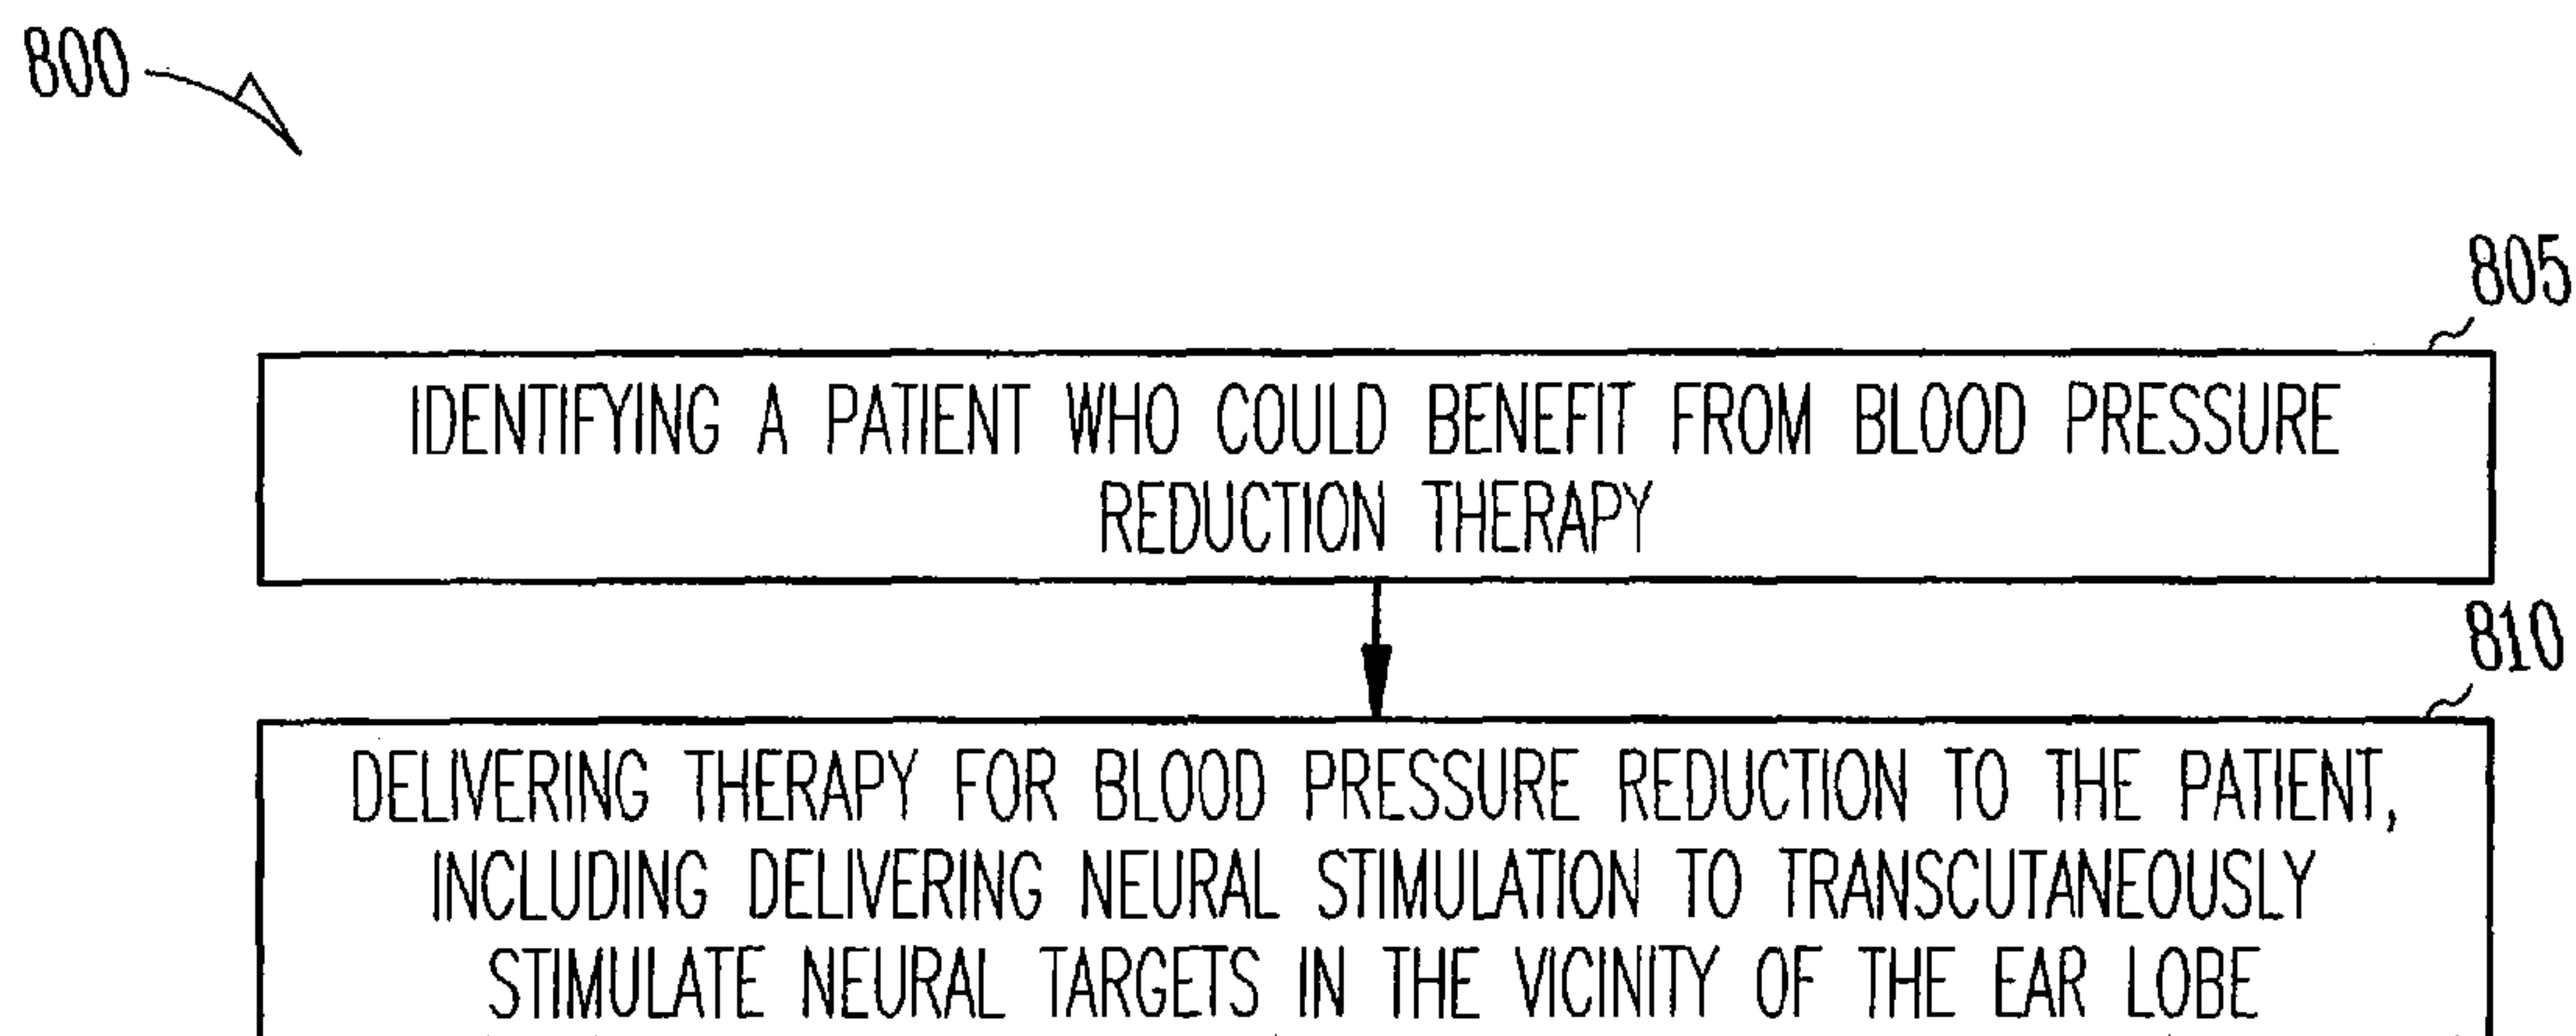 800
805
IDENTIFYING A PATIENT WHO COULD BENEFIT FROM BLOOD PRESSURE
REDUCTION THERAPY
810
DELIVERING THERAPY FOR BLOOD PRESSURE REDUCTION TO THE PATIENT,
INCLUDING DELIVERING NEURAL STIMULATION TO TRANSCUTANEOUSLY
STIMULATE NEURAL TARGETS IN THE VICINITY OF THE EAR LOBE